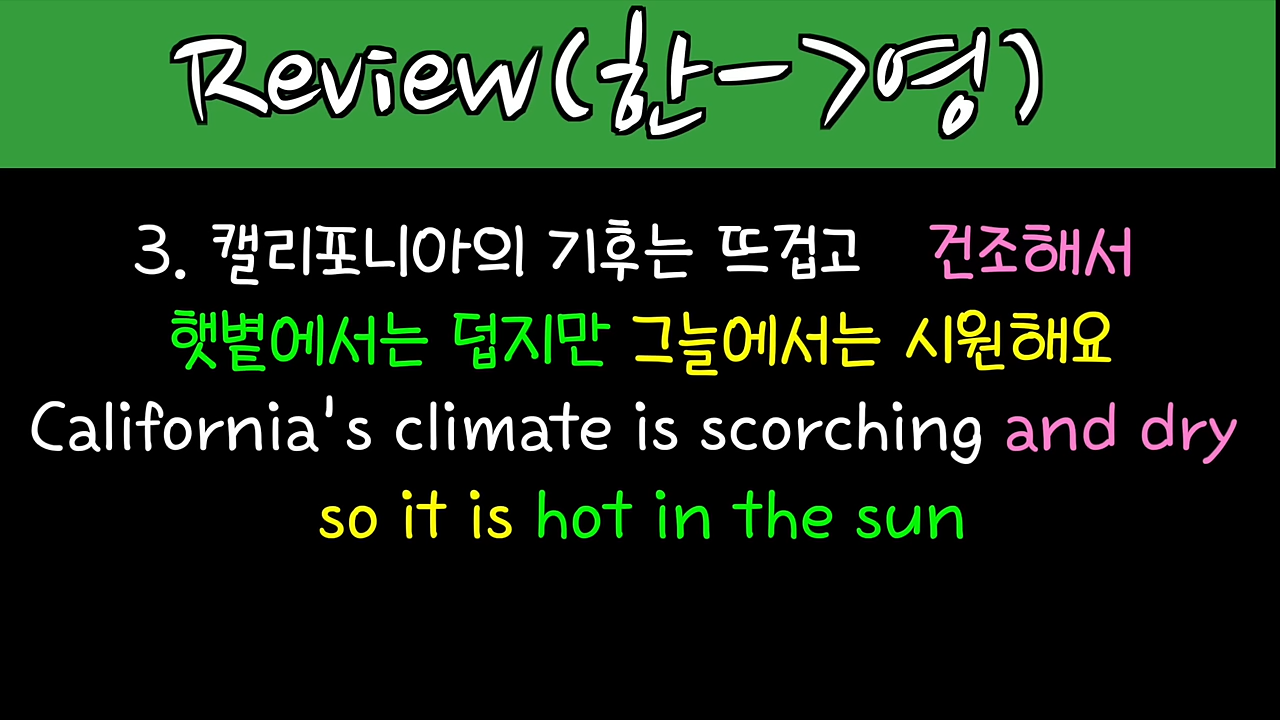 Review(한->영)
3. 캘리포니아의 기후는 뜨겁고 건조해서
햇볕에서는 덥지만 그늘에서는 시원해요
California's climate is scorching and dry
so it is hot in the sun